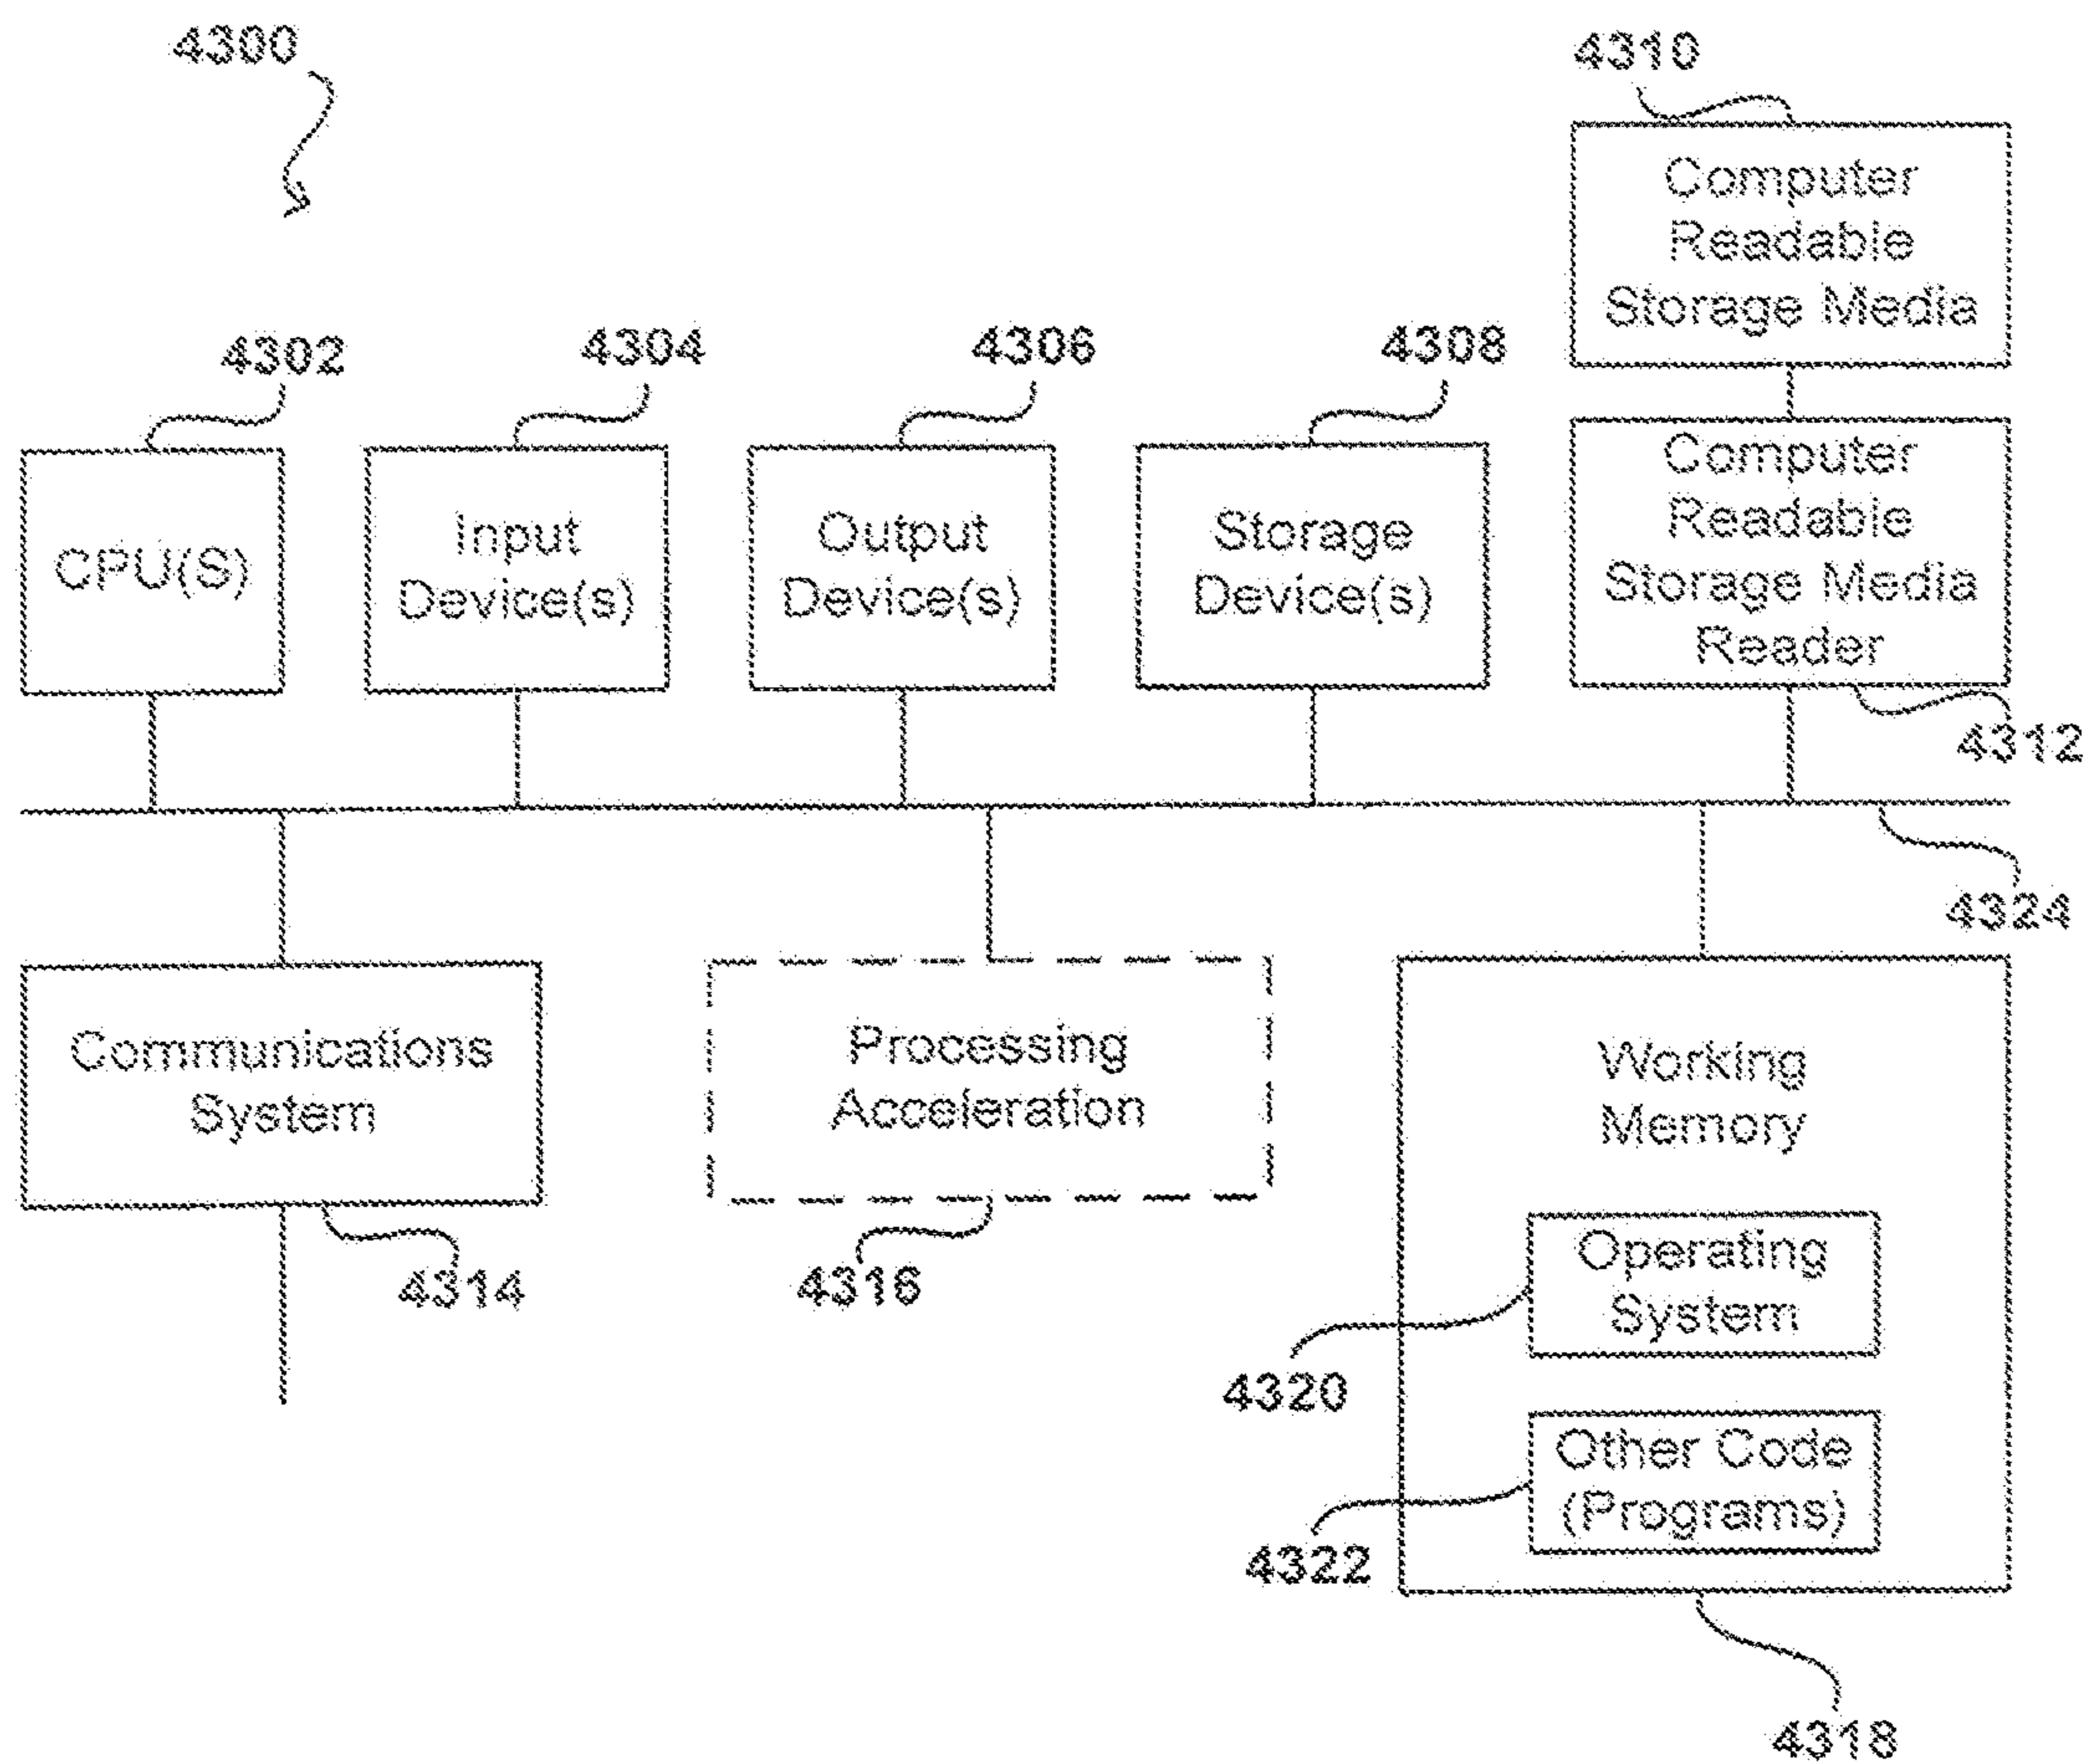 4300
4310
Computer
Readable
Storage Media
4302
4304
4306
4308
CPU(S)
Input
Device(s)
Output
Device(s)
Storage
Device(s)
Computer
Readable
Storage Media
Reader
4312
4324
Communications
System
4314
Processing
Acceleration
4316
Working
Memory
Operating
System
4320
Other Code
(Programs)
4322
4318